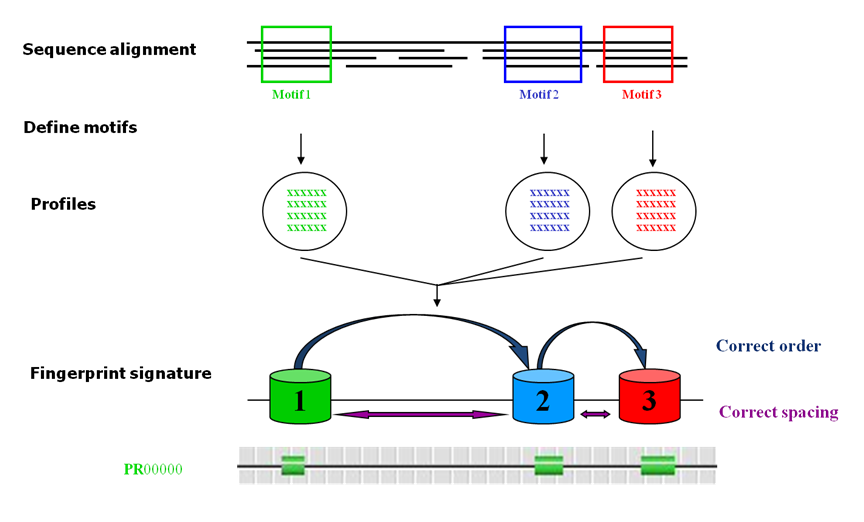 Sequence alignment
Motif 1
Motif 2
Motif 3
Define motifs
Profiles
xxxxxx
xxxxxx
xxxxxx
xxxxxx
xxxxxx
xxxxxx
xxxxxx
xxxxxx
xxxxxx
xxxxxx
xxxxxx
xxxxxx
Correct order
Fingerprint signature
1
2
3
Correct spacing
PR00000